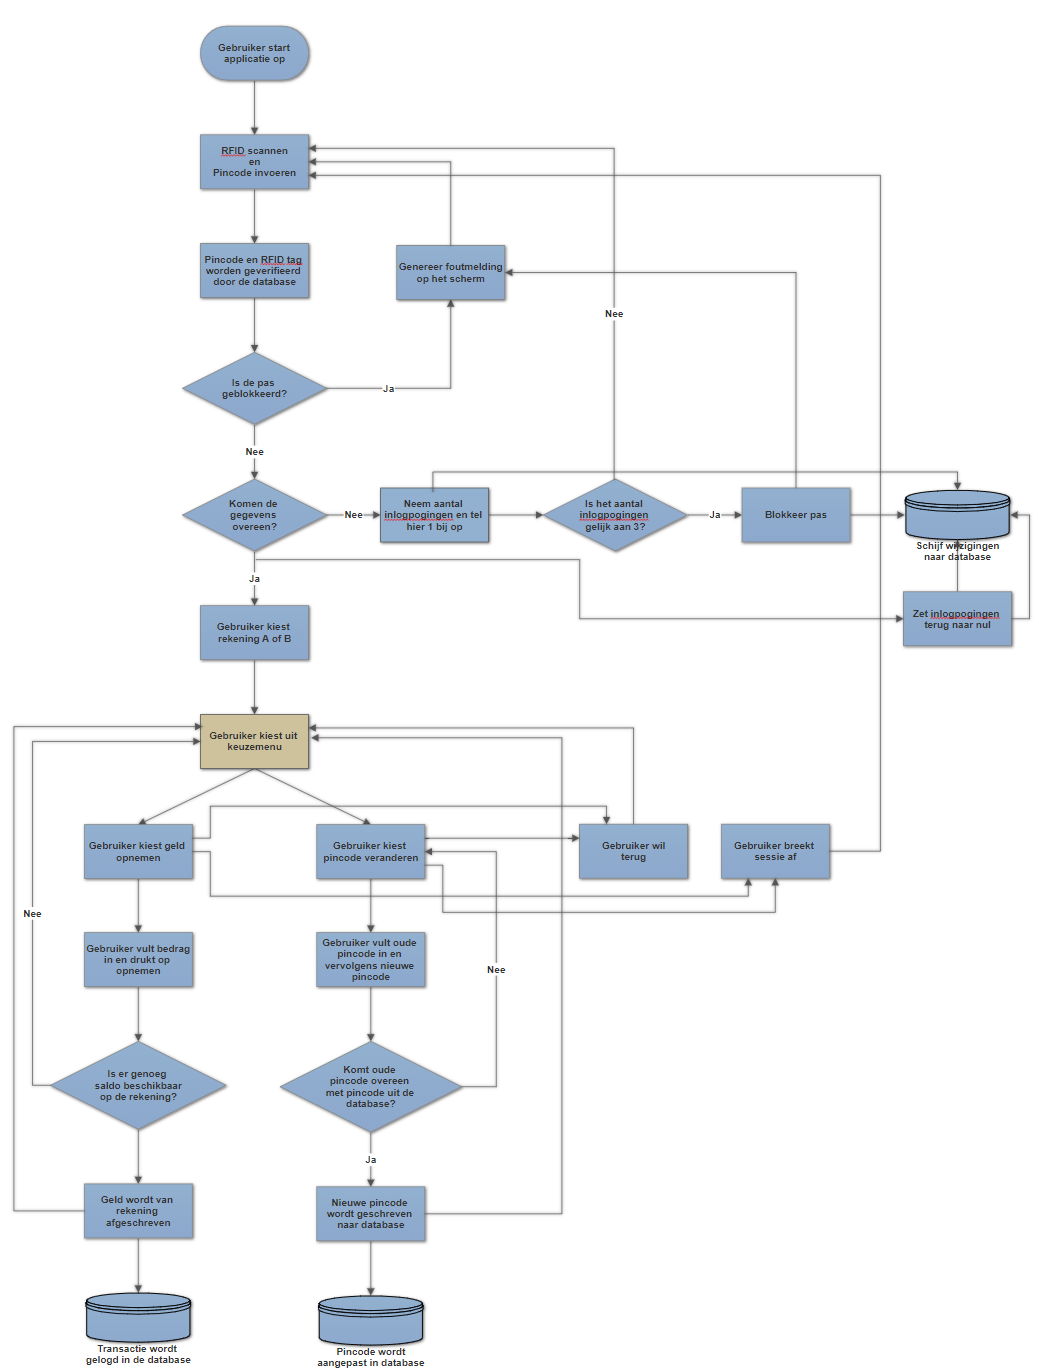 Gebruiker start
applicatie op
RFID scannen
en
Pincode invoeren
Pincode en RFID tag
worden geverifieerd
door de database
Genereer foutmelding
op het scherm
Nee
Is de pas
geblokkeerd?
Ja
Nee
Komen de
gegevens
overeen?
Nee
Neem aantal
inlogpogingen en tel
hier 1 bij op
Is het aantal
inlogpogingen
gelijk aan 3?
Ja
Blokkeer pas
Schijf wijzigingen
naar database
Ja
Gebruiker kiest
rekening A of B
Zet inlogpogingen
terug naar nul
Gebruiker kiest uit
keuzemenu
Gebruiker kiest geld
opnemen
Gebruiker kiest
pincode veranderen
Gebruiker wil
terug
Gebruiker breekt
sessie af
Nee
Gebruiker vult bedrag
in en drukt op
opnemen
Gebruiker vult oude
pincode in en
vervolgens nieuwe
pincode
Nee
Is er genoeg
saldo beschikbaar
op de rekening?
Komt oude
pincode overeen
met pincode uit de
database?
Ja
Geld wordt van
rekening
afgeschreven
Nieuwe pincode
wordt geschreven
naar database
Transactie wordt
gelogd in de database
Pincode wordt
aangepast in database